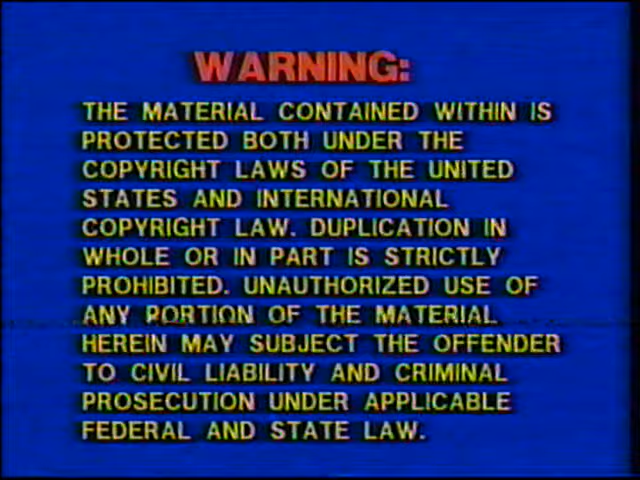 WARNING:
THE MATERIAL CONTAINED WITHIN IS
PROTECTED BOTH UNDER THE
COPYRIGHT LAWS OF THE UNITED
STATES AND INTERNATIONAL
COPYRIGHT LAW. DUPLICATION IN
WHOLE OR IN PART IS STRICTLY
PROHIBITED. UNAUTHORIZED USE OF
ANY PORTION OF THE MATERIAL
HEREIN MAY SUBJECT THE OFFENDER
TO CIVIL LIABILITY AND CRIMINAL
PROSECUTION UNDER APPLICABLE
FEDERAL AND STATE LAW.